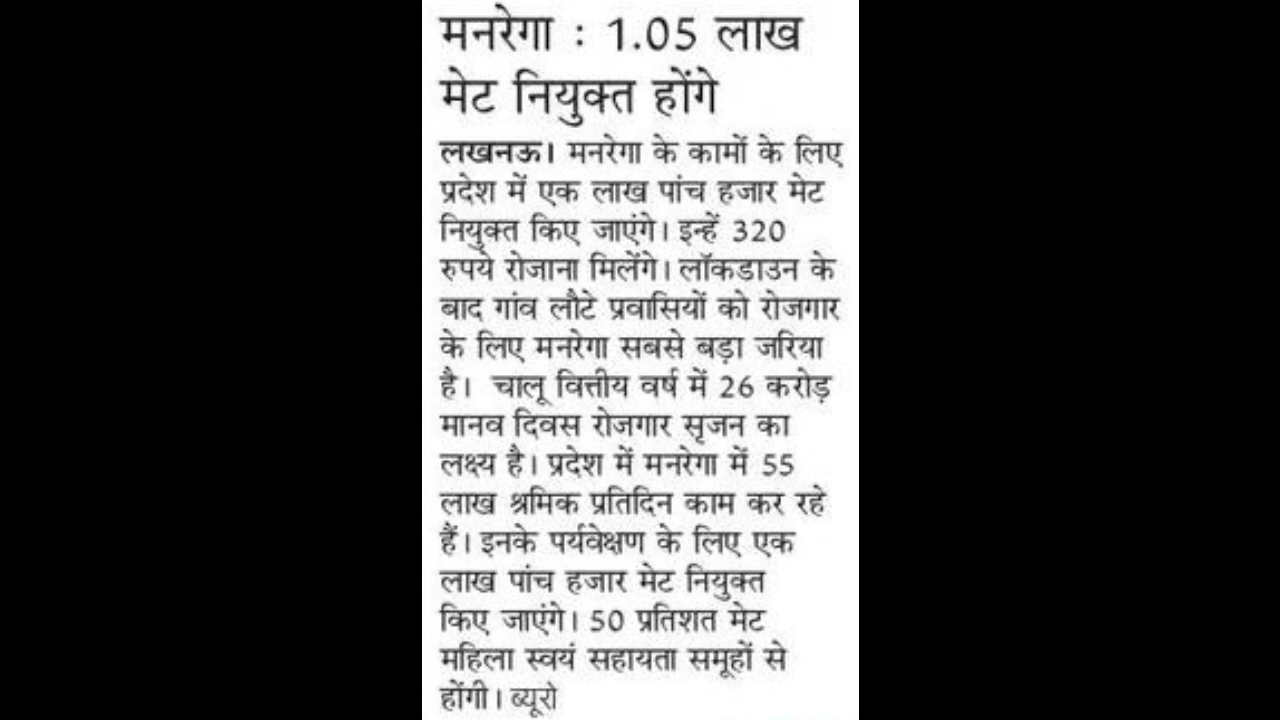 मनरेगा : 1.05 लाख
मेट नियुक्त होंगे
लखनऊ। मनरेगा के कामों के लिए
प्रदेश में एक लाख पांच हजार मेट
नियुक्त किए जाएंगे। इन्हें 320
रुपये रोजाना मिलेंगे। लॉकडाउन के
बाद गांव लौटे प्रवासियों को रोजगार
के लिए मनरेगा सबसे बड़ा जरिया
है। चालू वित्तीय वर्ष में 26 करोड़
मानव दिवस रोजगार सृजन का
लक्ष्य है। प्रदेश में मनरेगा में 55
लाख श्रमिक प्रतिदिन काम कर रहे
हैं। इनके पर्यवेक्षण के लिए एक
लाख पांच हजार मेट नियुक्त
किए जाएंगे। 50 प्रतिशत मेट
महिला स्वयं सहायता समूहों से
होंगी। ब्यूरो